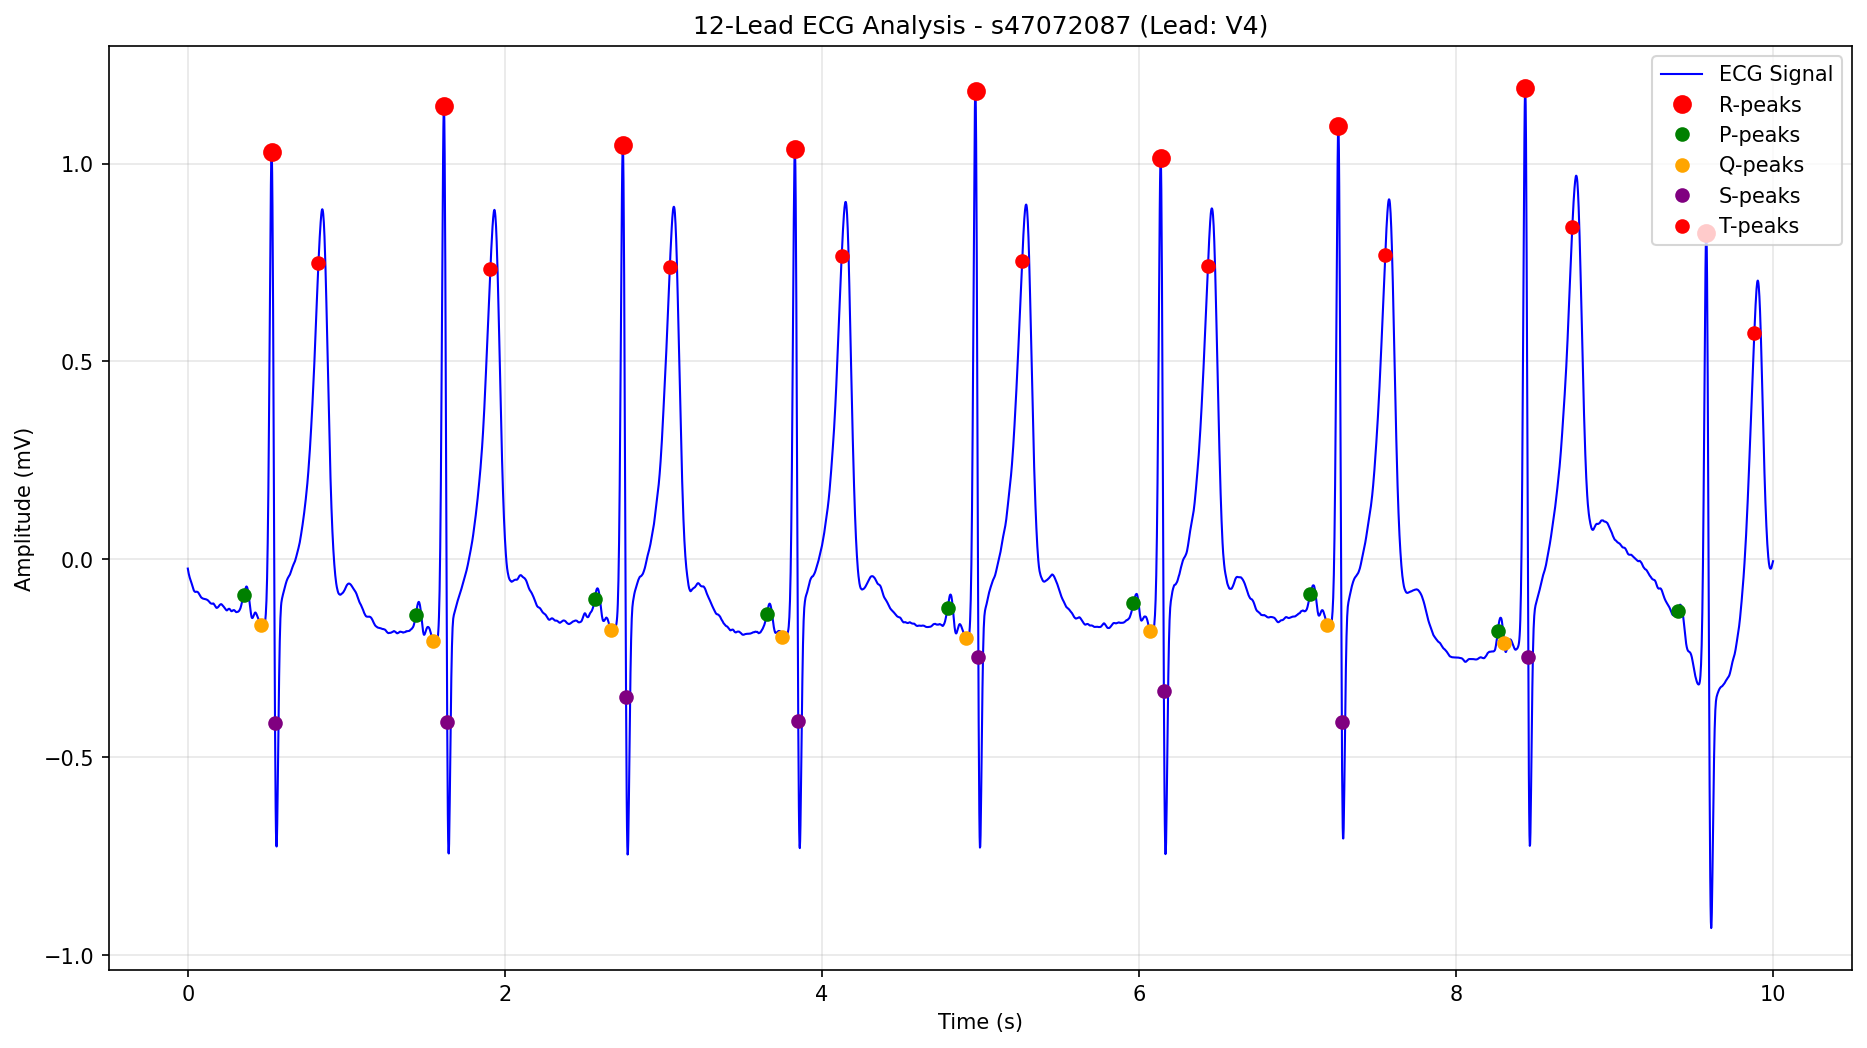 12-Lead ECG Analysis - s47072087 (Lead: V4)
ECG Signal
R-peaks
P-peaks
Q-peaks
S-peaks
T-peaks
Amplitude (mV)
1.0
0.5
0.0
−0.5
−1.0
0 2 4 6 8 10
Time (s)